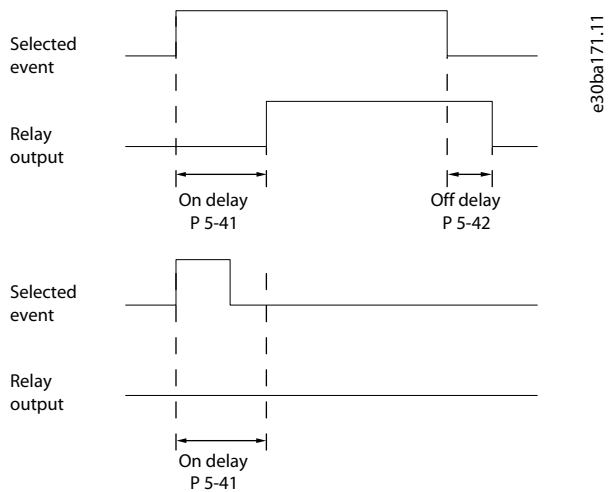 Selected
event
Relay
output
On delay
P 5-41
Off delay
P 5-42
Selected
event
Relay
output
On delay
P 5-41
e30ba171.11